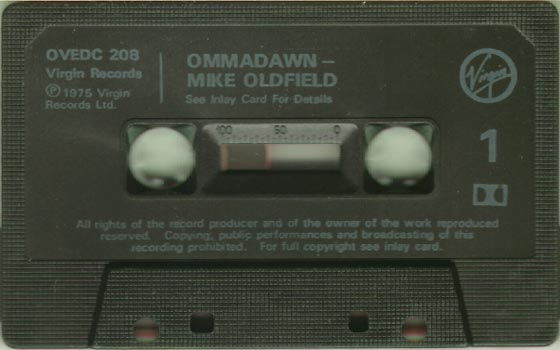 OVEDC 208
Virgin Records
Ⓟ 1975 Virgin
Records Ltd.
OMMADAWN –
MIKE OLDFIELD
See Inlay Card For Details
Virgin
100 50 0
1
All rights of the record producer and of the owner of the work reproduced
reserved. Copying, public performances and broadcasting of this
recording prohibited. For full copyright see inlay card.